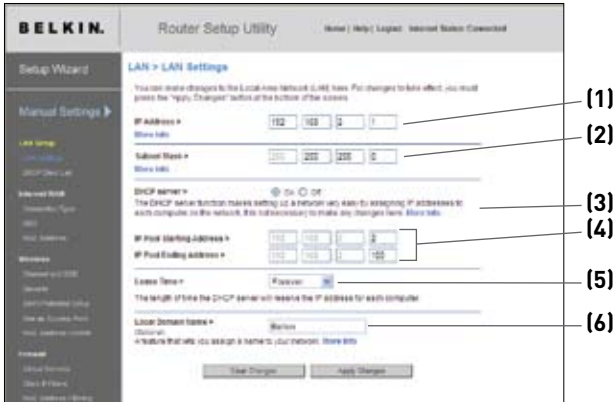 BELKIN.
Router Setup Utility
Home | Help | Logout Internet Status: Connected
Setup Wizard
Manual Settings
LAN Setup
LAN Settings
DHCP Client List
Internet WAN
Connection Type
DNS
MAC Address
Wireless
Channel and SSID
Security
Wi-Fi Protected Setup
Use as Access Point
MAC Address Control
Firewall
Virtual Servers
Client IP Filters
MAC Address Filtering
LAN > LAN Settings
You can make changes to the Local Area Network (LAN) here. For changes to take effect, you must
press the "Apply Changes" button at the bottom of the screen.
IP Address >
192 168 2 1
More Info
(1)
Subnet Mask >
255 255 255 0
More Info
(2)
DHCP server >
On Off
The DHCP server function makes setting up a network very easy by assigning IP addresses to
each computer on the network. It is not necessary to make any changes here. More Info
(3)
IP Pool Starting Address >
192 168 2 2
IP Pool Ending Address >
192 168 2 100
(4)
Lease Time >
Forever
(5)
The length of time the DHCP server will reserve the IP address for each computer.
Local Domain Name >
Belkin
(6)
(Optional)
A feature that lets you assign a name to your network. More Info
Clear Changes
Apply Changes